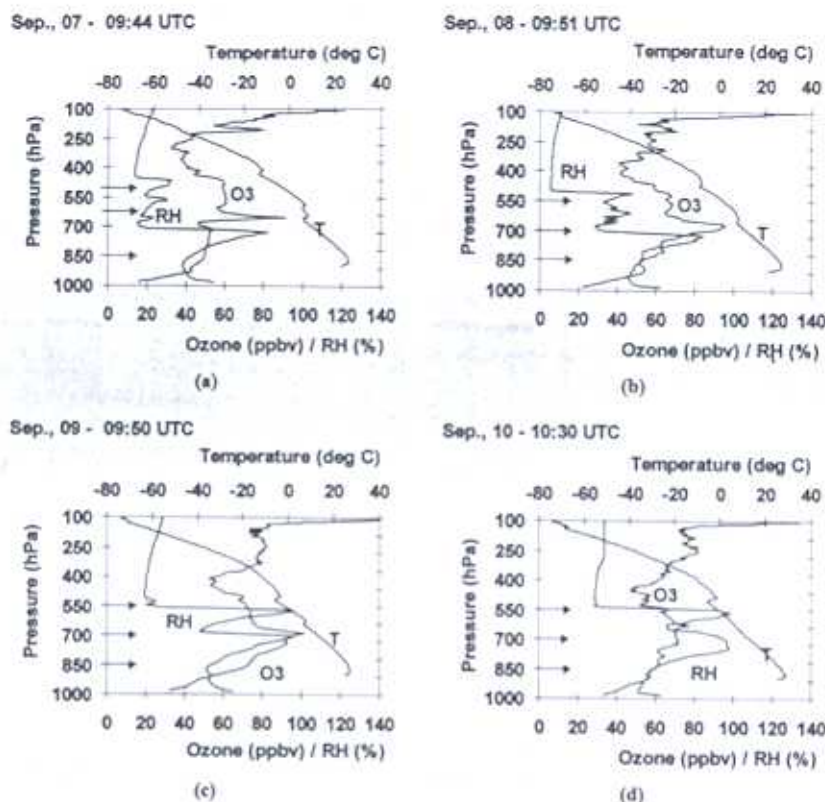 Sep., 07 - 09:44 UTC
Temperature (deg C)
-80 -60 -40 -20 0 20 40
Pressure (hPa)
100
250
400
550
700
850
1000
RH
O3
T
0 20 40 60 80 100 120 140
Ozone (ppbv) / RH (%)
(a)
Sep., 08 - 09:51 UTC
Temperature (deg C)
-80 -60 -40 -20 0 20 40
Pressure (hPa)
100
250
400
550
700
850
1000
RH
O3
T
0 20 40 60 80 100 120 140
Ozone (ppbv) / RH (%)
(b)
Sep., 09 - 09:50 UTC
Temperature (deg C)
-80 -60 -40 -20 0 20 40
Pressure (hPa)
100
250
400
550
700
850
1000
RH
T
O3
0 20 40 60 80 100 120 140
Ozone (ppbv) / RH (%)
(c)
Sep., 10 - 10:30 UTC
Temperature (deg C)
-80 -60 -40 -20 0 20 40
Pressure (hPa)
100
250
400
550
700
850
1000
O3
T
RH
0 20 40 60 80 100 120 140
Ozone (ppbv) / RH (%)
(d)